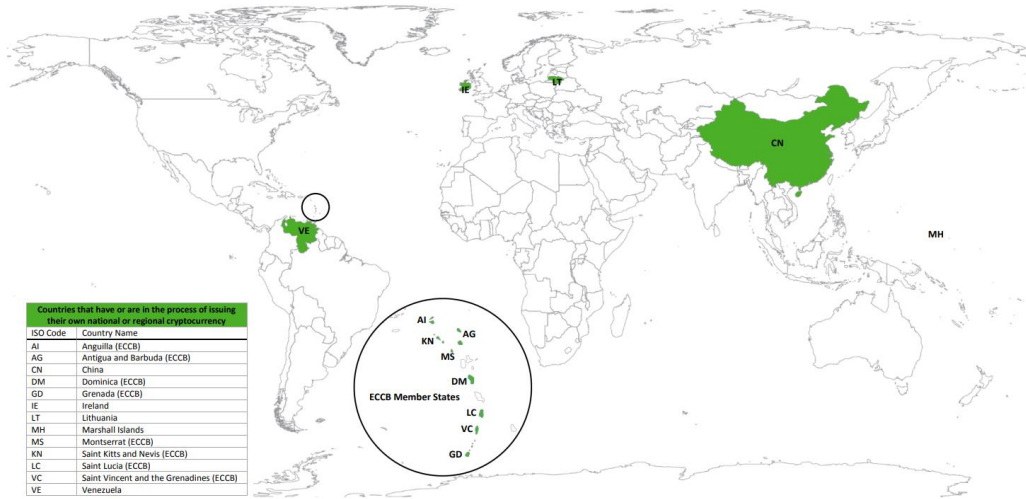 LT
IE
CN
VE
MH
Countries that have or are in the process of issuing
their own national or regional cryptocurrency
ISO Code Country Name
AI Anguilla (ECCB)
AG Antigua and Barbuda (ECCB)
CN China
DM Dominica (ECCB)
GD Grenada (ECCB)
IE Ireland
LT Lithuania
MH Marshall Islands
MS Montserrat (ECCB)
KN Saint Kitts and Nevis (ECCB)
LC Saint Lucia (ECCB)
VC Saint Vincent and the Grenadines (ECCB)
VE Venezuela
AI
AG
KN
MS
DM
ECCB Member States
LC
VC
GD